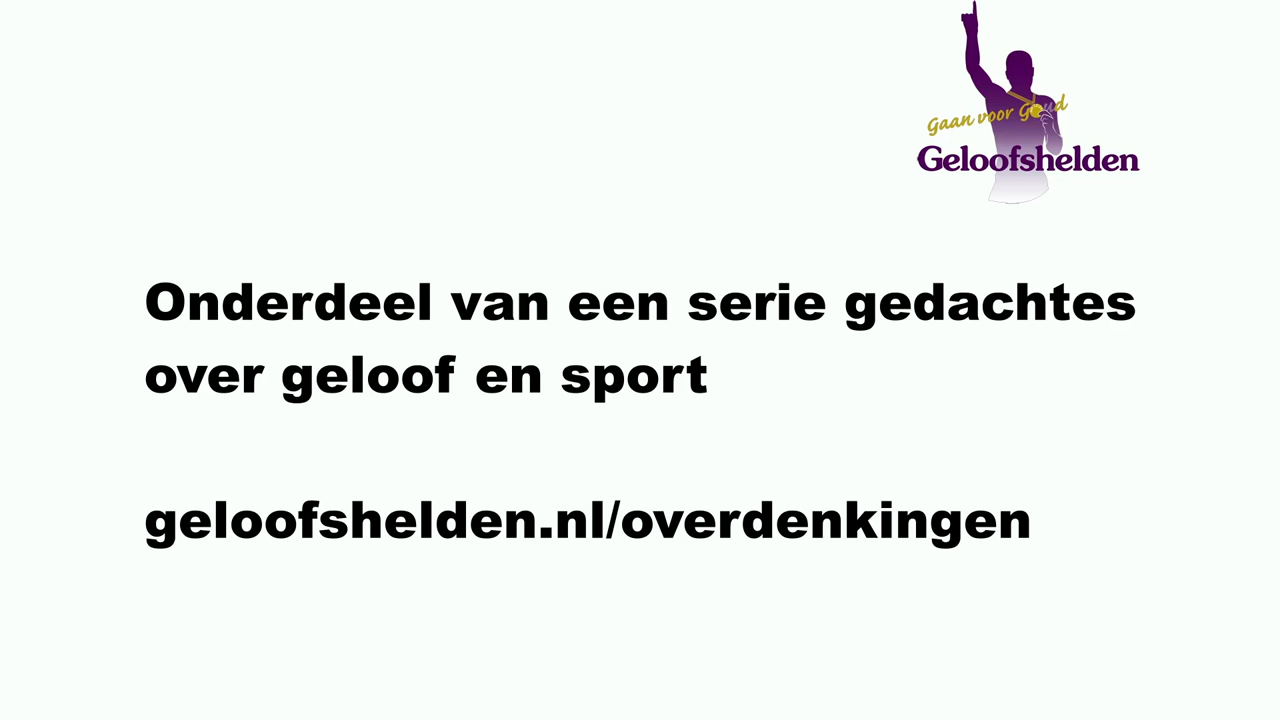 Gaan voor Goud
Geloofshelden
Onderdeel van een serie gedachtes
over geloof en sport
geloofshelden.nl/overdenkingen